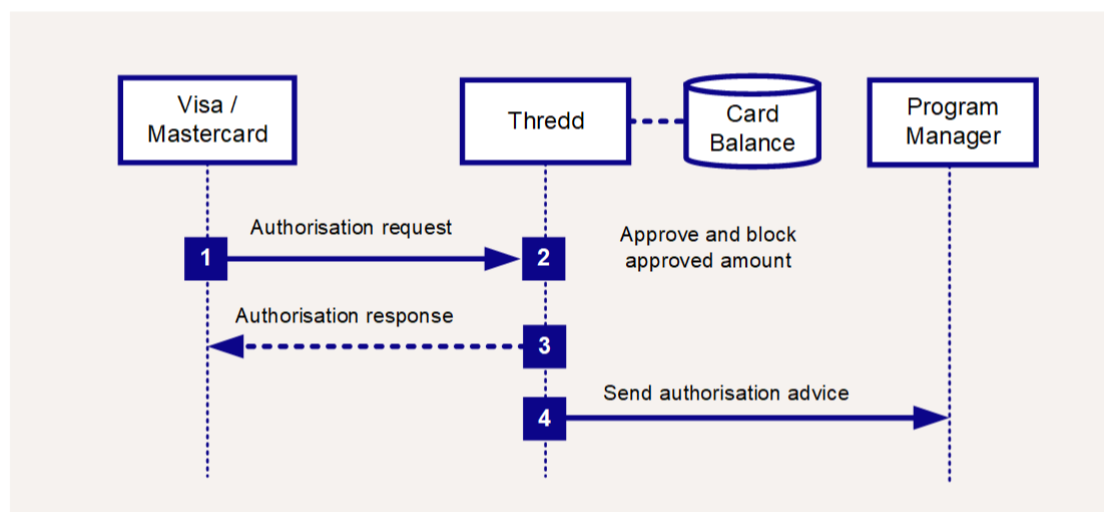 Visa /
Mastercard
Thredd
Card
Balance
Program
Manager
Authorisation request
1
2
Approve and block
approved amount
Authorisation response
3
Send authorisation advice
4